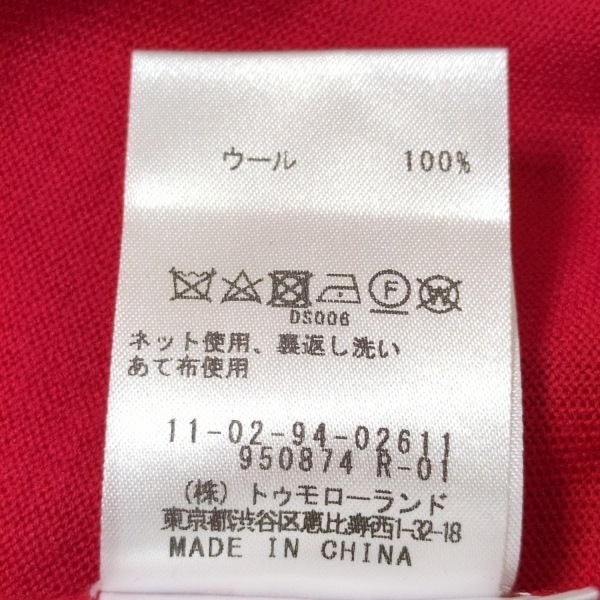 ウール 100%
F W
DS006
ネット使用、裏返し洗い
あて布使用
11-02-94-02611
950874 R-01
(株) トゥモローランド
東京都渋谷区恵比寿西1-32-18
MADE IN CHINA